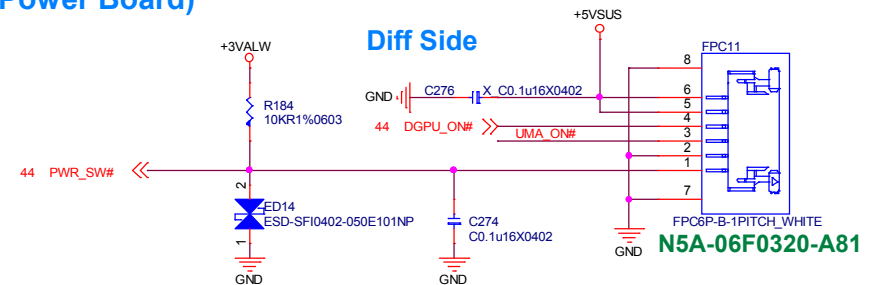 Power Board)
+5VSUS
+3VALW
Diff Side
FPC11
8
GND
C276
X_C0.1u16X0402
6
5
R184
10KR1%0603
44 DGPU_ON#
4
UMA_ON#
3
2
44 PWR_SW#
1
2
ED14
ESD-SFI0402-050E101NP
1
C274
C0.1u16X0402
7
FPC6P-B-1PITCH_WHITE
N5A-06F0320-A81
GND
GND
GND